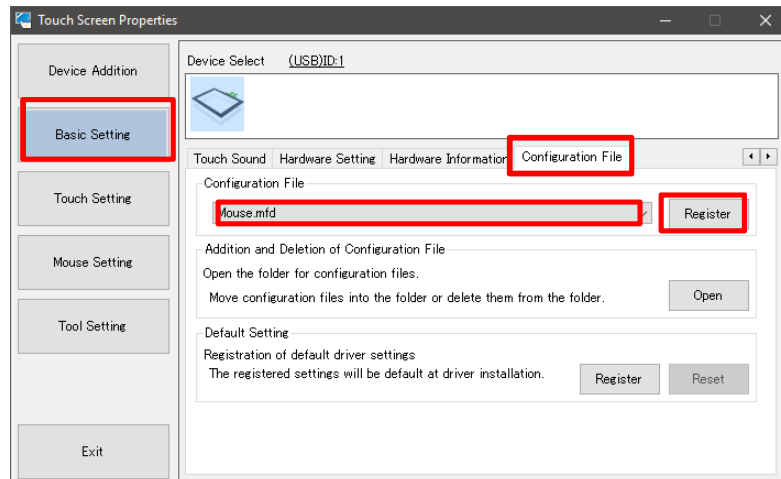 Touch Screen Properties
Device Addition
Basic Setting
Touch Setting
Mouse Setting
Tool Setting
Exit
Device Select (USB)ID:1
Touch Sound Hardware Setting Hardware Information Configuration File
Configuration File
Mouse.mfd
Register
Addition and Deletion of Configuration File
Open the folder for configuration files.
Move configuration files into the folder or delete them from the folder.
Open
Default Setting
Registration of default driver settings
The registered settings will be default at driver installation.
Register Reset